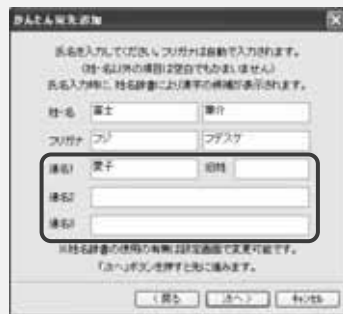 かんたん宛先追加
氏名を入力してください。フリガナは自動で入力されます。
(姓・名以外の項目は空白でもかまいません)
氏名入力時に、姓名辞書により漢字の候補が表示されます。
姓・名 富士 筆介
フリガナ フジ フデスケ
連名1 愛子 旧姓
連名2
連名3
※姓名辞書の使用の有無は設定画面で変更可能です。
「次へ」ボタンを押すと先に進みます。
<戻る 次へ> キャンセル